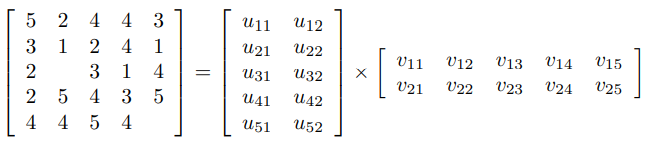 5 2 4 4 3 u₁₁ u₁₂
3 1 2 4 1 u₂₁ u₂₂
2 3 1 4 = u₃₁ u₃₂ × v₁₁ v₁₂ v₁₃ v₁₄ v₁₅
2 5 4 3 5 u₄₁ u₄₂ v₂₁ v₂₂ v₂₃ v₂₄ v₂₅
4 4 5 4 u₅₁ u₅₂